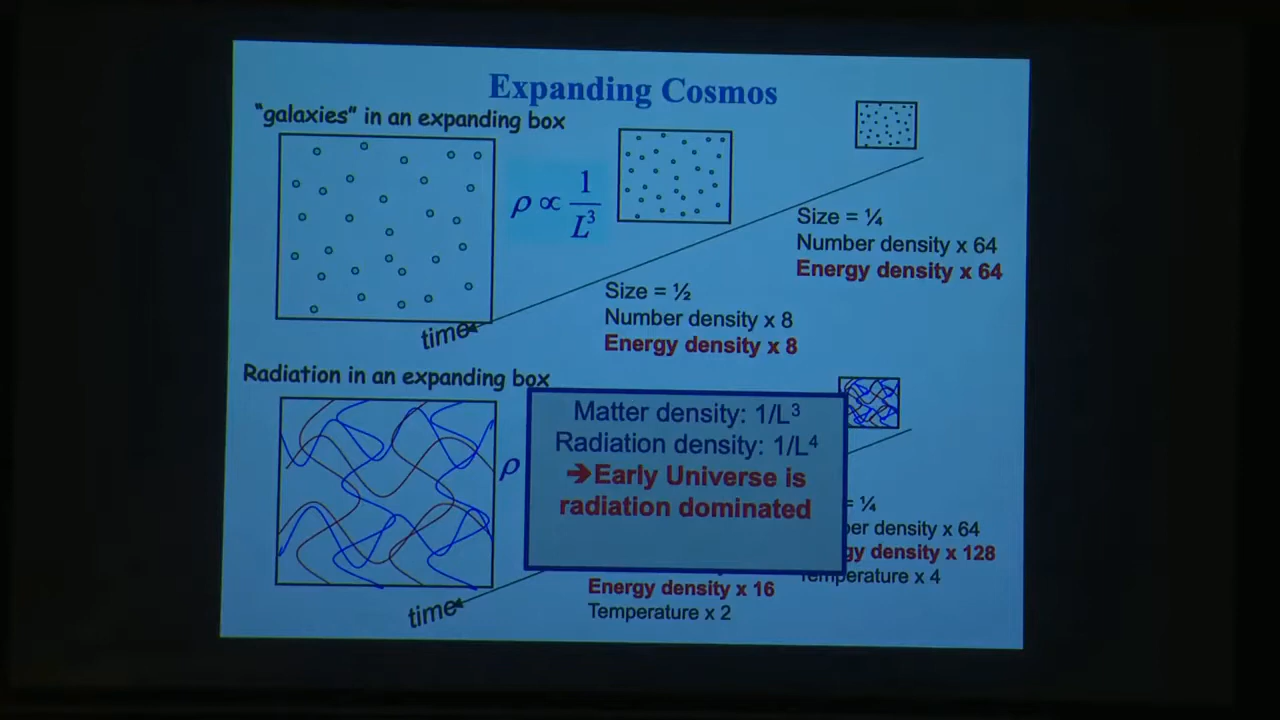 Expanding Cosmos
“galaxies” in an expanding box
ρ ∝ 1/L³
Size = ¼
Number density x 64
Energy density x 64
Size = ½
Number density x 8
Energy density x 8
time
Radiation in an expanding box
ρ
Matter density: 1/L³
Radiation density: 1/L⁴
➔Early Universe is
radiation dominated
= ¼
density x 64
density x 128
Temperature x 4
Energy density x 16
Temperature x 2
time